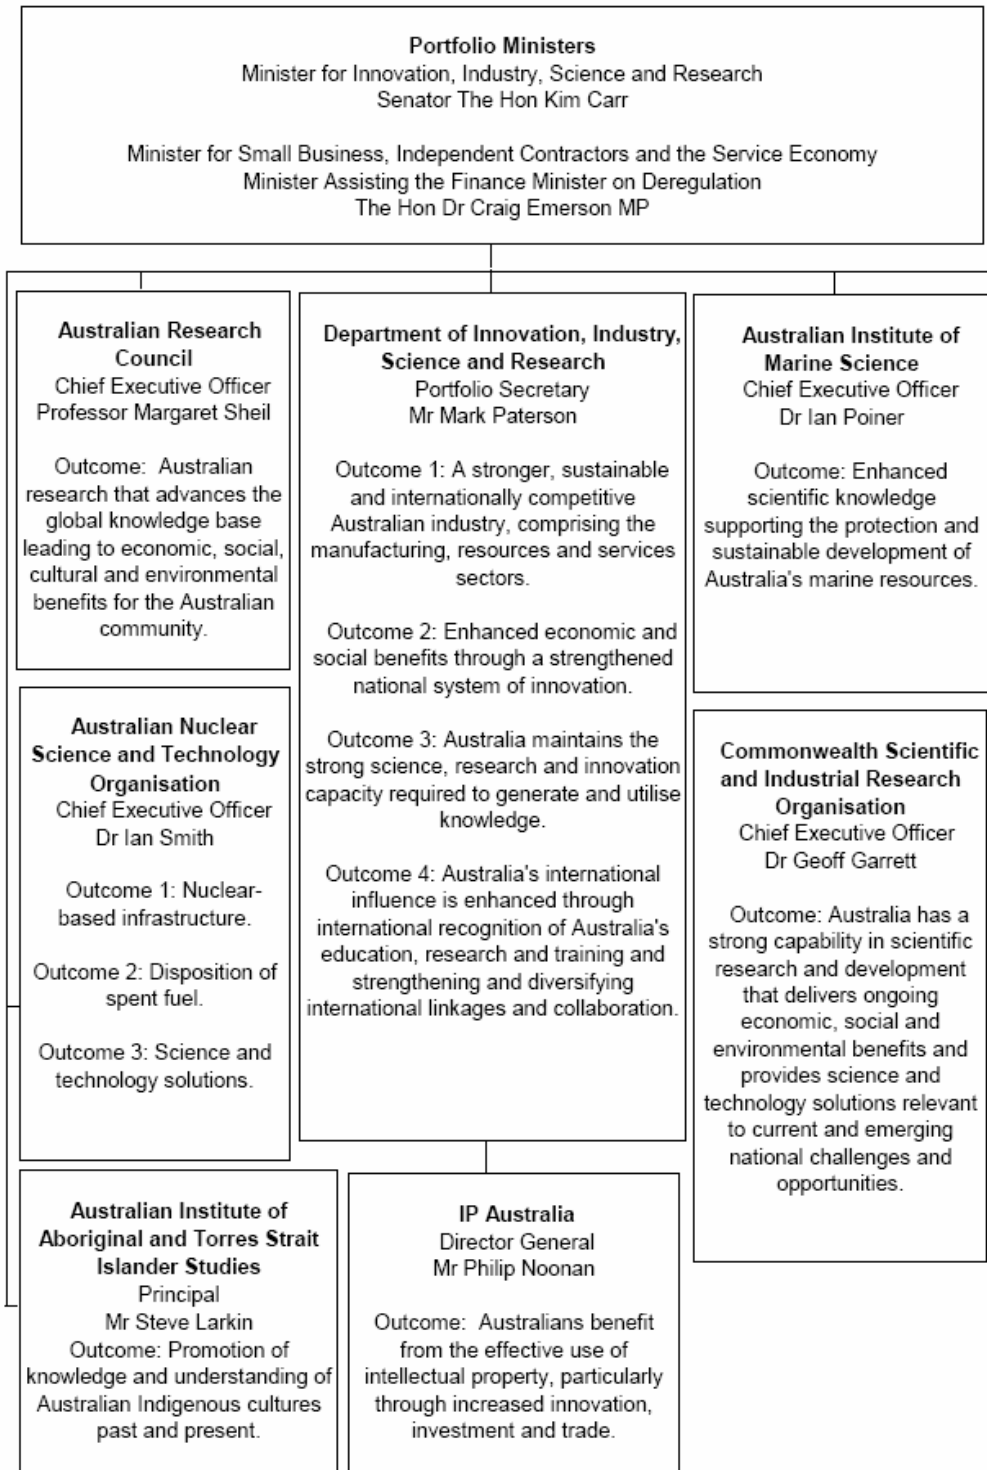 Portfolio Ministers
Minister for Innovation, Industry, Science and Research
Senator The Hon Kim Carr
Minister for Small Business, Independent Contractors and the Service Economy
Minister Assisting the Finance Minister on Deregulation
The Hon Dr Craig Emerson MP
Australian Research
Council
Chief Executive Officer
Professor Margaret Sheil
Outcome: Australian
research that advances the
global knowledge base
leading to economic, social,
cultural and environmental
benefits for the Australian
community.
Department of Innovation, Industry,
Science and Research
Portfolio Secretary
Mr Mark Paterson
Outcome 1: A stronger, sustainable
and internationally competitive
Australian industry, comprising the
manufacturing, resources and services
sectors.
Outcome 2: Enhanced economic and
social benefits through a strengthened
national system of innovation.
Outcome 3: Australia maintains the
strong science, research and innovation
capacity required to generate and utilise
knowledge.
Outcome 4: Australia's international
influence is enhanced through
international recognition of Australia's
education, research and training and
strengthening and diversifying
international linkages and collaboration.
Australian Institute of
Marine Science
Chief Executive Officer
Dr Ian Poiner
Outcome: Enhanced
scientific knowledge
supporting the protection and
sustainable development of
Australia's marine resources.
Australian Nuclear
Science and Technology
Organisation
Chief Executive Officer
Dr Ian Smith
Outcome 1: Nuclear-
based infrastructure.
Outcome 2: Disposition of
spent fuel.
Outcome 3: Science and
technology solutions.
Commonwealth Scientific
and Industrial Research
Organisation
Chief Executive Officer
Dr Geoff Garrett
Outcome: Australia has a
strong capability in scientific
research and development
that delivers ongoing
economic, social and
environmental benefits and
provides science and
technology solutions relevant
to current and emerging
national challenges and
opportunities.
Australian Institute of
Aboriginal and Torres Strait
Islander Studies
Principal
Mr Steve Larkin
Outcome: Promotion of
knowledge and understanding of
Australian Indigenous cultures
past and present.
IP Australia
Director General
Mr Philip Noonan
Outcome: Australians benefit
from the effective use of
intellectual property, particularly
through increased innovation,
investment and trade.